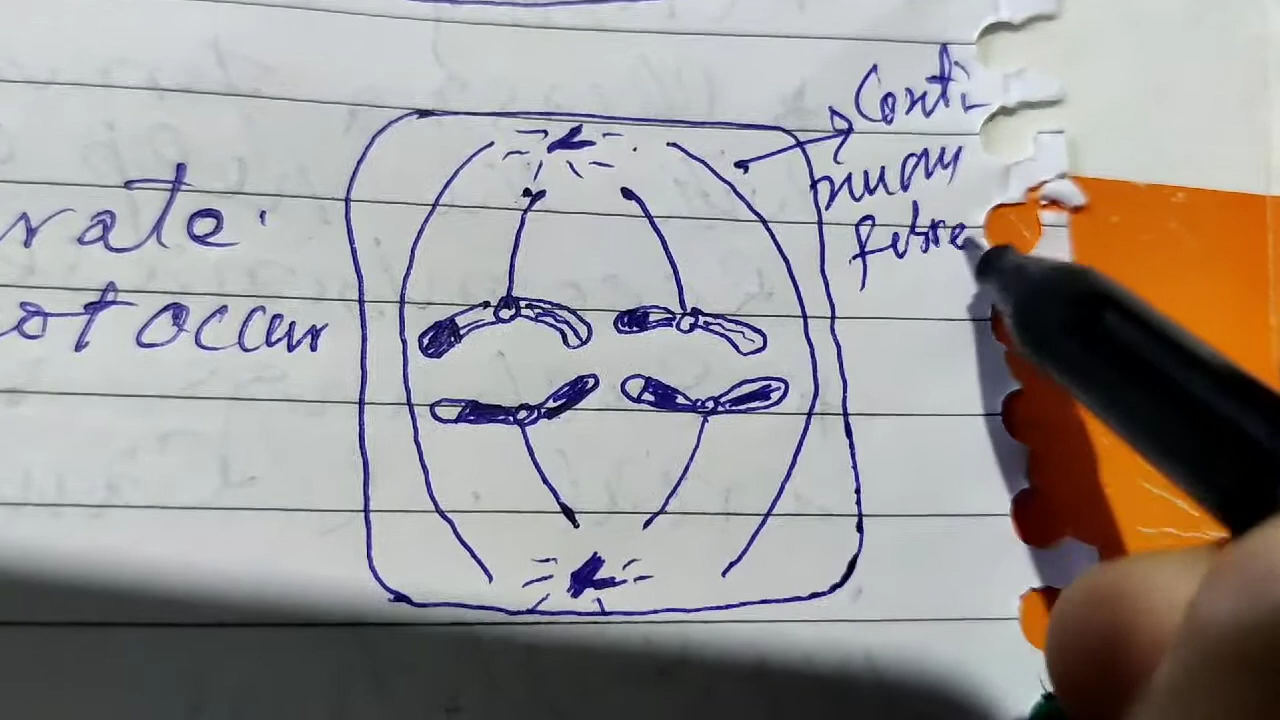 rate.
ot occur
Conti
nuous
fibre